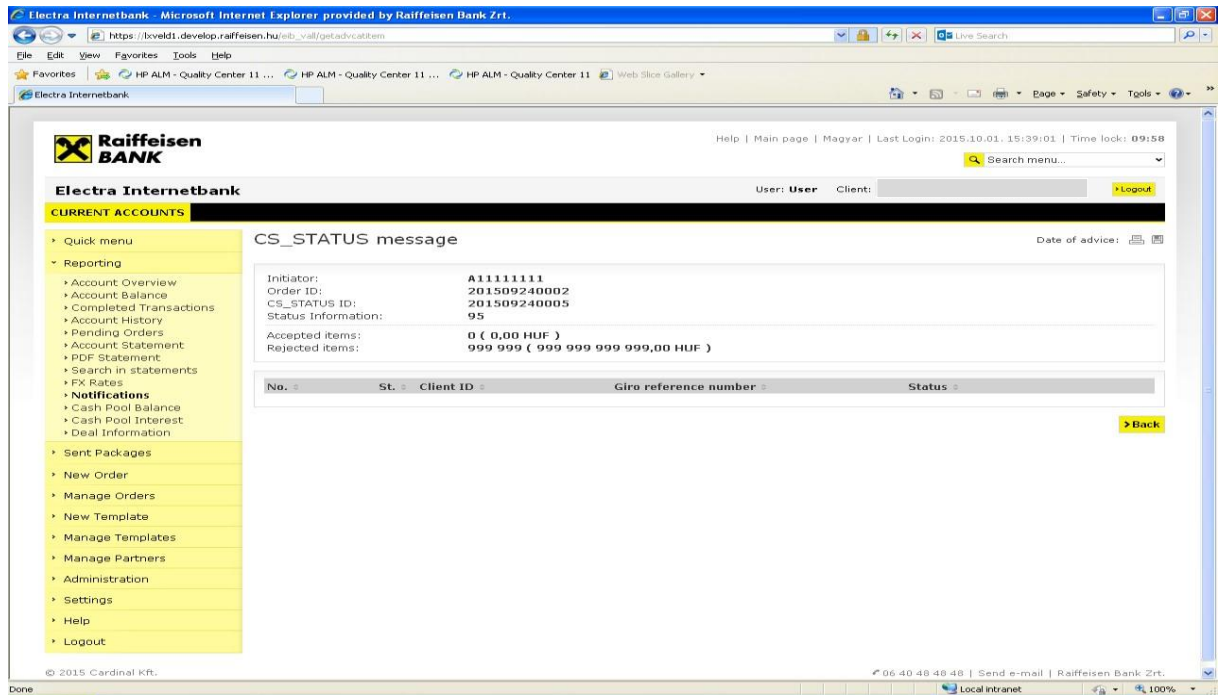 Electra Internetbank - Microsoft Internet Explorer provided by Raiffeisen Bank Zrt.
https://lxveld1.develop.raiffeisen.hu/eib_vall/getadvcatitem
Live Search
File Edit View Favorites Tools Help
Favorites HP ALM - Quality Center 11 ... HP ALM - Quality Center 11 ... HP ALM - Quality Center 11 Web Slice Gallery
Electra Internetbank
Page Safety Tools
Raiffeisen
BANK
Help | Main page | Magyar | Last Login: 2015.10.01. 15:39:01 | Time lock: 09:58
Search menu...
Electra Internetbank
User: User Client:
Logout
CURRENT ACCOUNTS
Quick menu
Reporting
Account Overview
Account Balance
Completed Transactions
Account History
Pending Orders
Account Statement
PDF Statement
Search in statements
FX Rates
Notifications
Cash Pool Balance
Cash Pool Interest
Deal Information
Sent Packages
New Order
Manage Orders
New Template
Manage Templates
Manage Partners
Administration
Settings
Help
Logout
CS_STATUS message
Date of advice:
Initiator: A11111111
Order ID: 201509240002
CS_STATUS ID: 201509240005
Status Information: 95
Accepted items: 0 ( 0,00 HUF )
Rejected items: 999 999 ( 999 999 999 999,00 HUF )
No. St. Client ID Giro reference number Status
Back
© 2015 Cardinal Kft.
06 40 48 48 48 | Send e-mail | Raiffeisen Bank Zrt.
Done
Local intranet
100%